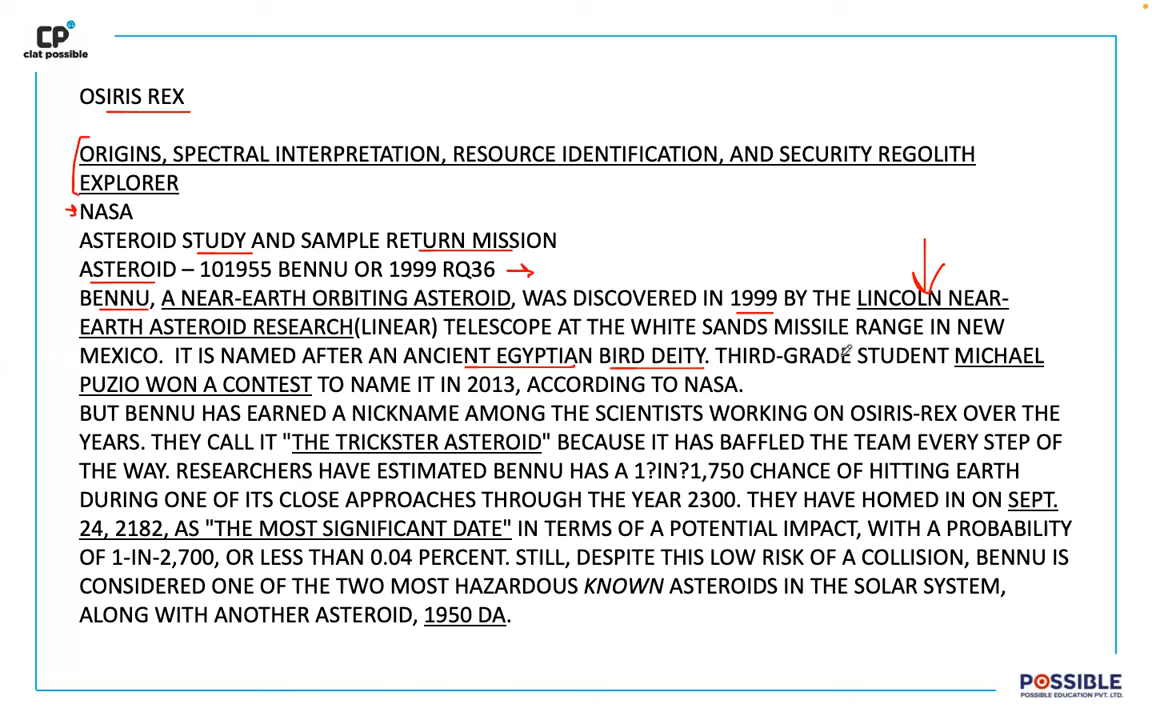 CP
clat possible
OSIRIS REX
ORIGINS, SPECTRAL INTERPRETATION, RESOURCE IDENTIFICATION, AND SECURITY REGOLITH
EXPLORER
NASA
ASTEROID STUDY AND SAMPLE RETURN MISSION
ASTEROID – 101955 BENNU OR 1999 RQ36
BENNU, A NEAR-EARTH ORBITING ASTEROID, WAS DISCOVERED IN 1999 BY THE LINCOLN NEAR-
EARTH ASTEROID RESEARCH(LINEAR) TELESCOPE AT THE WHITE SANDS MISSILE RANGE IN NEW
MEXICO.  IT IS NAMED AFTER AN ANCIENT EGYPTIAN BIRD DEITY. THIRD-GRADE STUDENT MICHAEL
PUZIO WON A CONTEST TO NAME IT IN 2013, ACCORDING TO NASA.
BUT BENNU HAS EARNED A NICKNAME AMONG THE SCIENTISTS WORKING ON OSIRIS-REX OVER THE
YEARS. THEY CALL IT "THE TRICKSTER ASTEROID" BECAUSE IT HAS BAFFLED THE TEAM EVERY STEP OF
THE WAY. RESEARCHERS HAVE ESTIMATED BENNU HAS A 1?IN?1,750 CHANCE OF HITTING EARTH
DURING ONE OF ITS CLOSE APPROACHES THROUGH THE YEAR 2300. THEY HAVE HOMED IN ON SEPT.
24, 2182, AS "THE MOST SIGNIFICANT DATE" IN TERMS OF A POTENTIAL IMPACT, WITH A PROBABILITY
OF 1-IN-2,700, OR LESS THAN 0.04 PERCENT. STILL, DESPITE THIS LOW RISK OF A COLLISION, BENNU IS
CONSIDERED ONE OF THE TWO MOST HAZARDOUS KNOWN ASTEROIDS IN THE SOLAR SYSTEM,
ALONG WITH ANOTHER ASTEROID, 1950 DA.
POSSIBLE
POSSIBLE EDUCATION PVT. LTD.